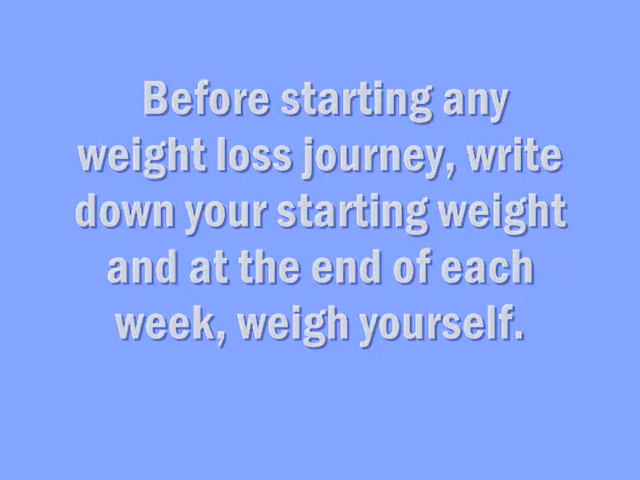 Before starting any
weight loss journey, write
down your starting weight
and at the end of each
week, weigh yourself.